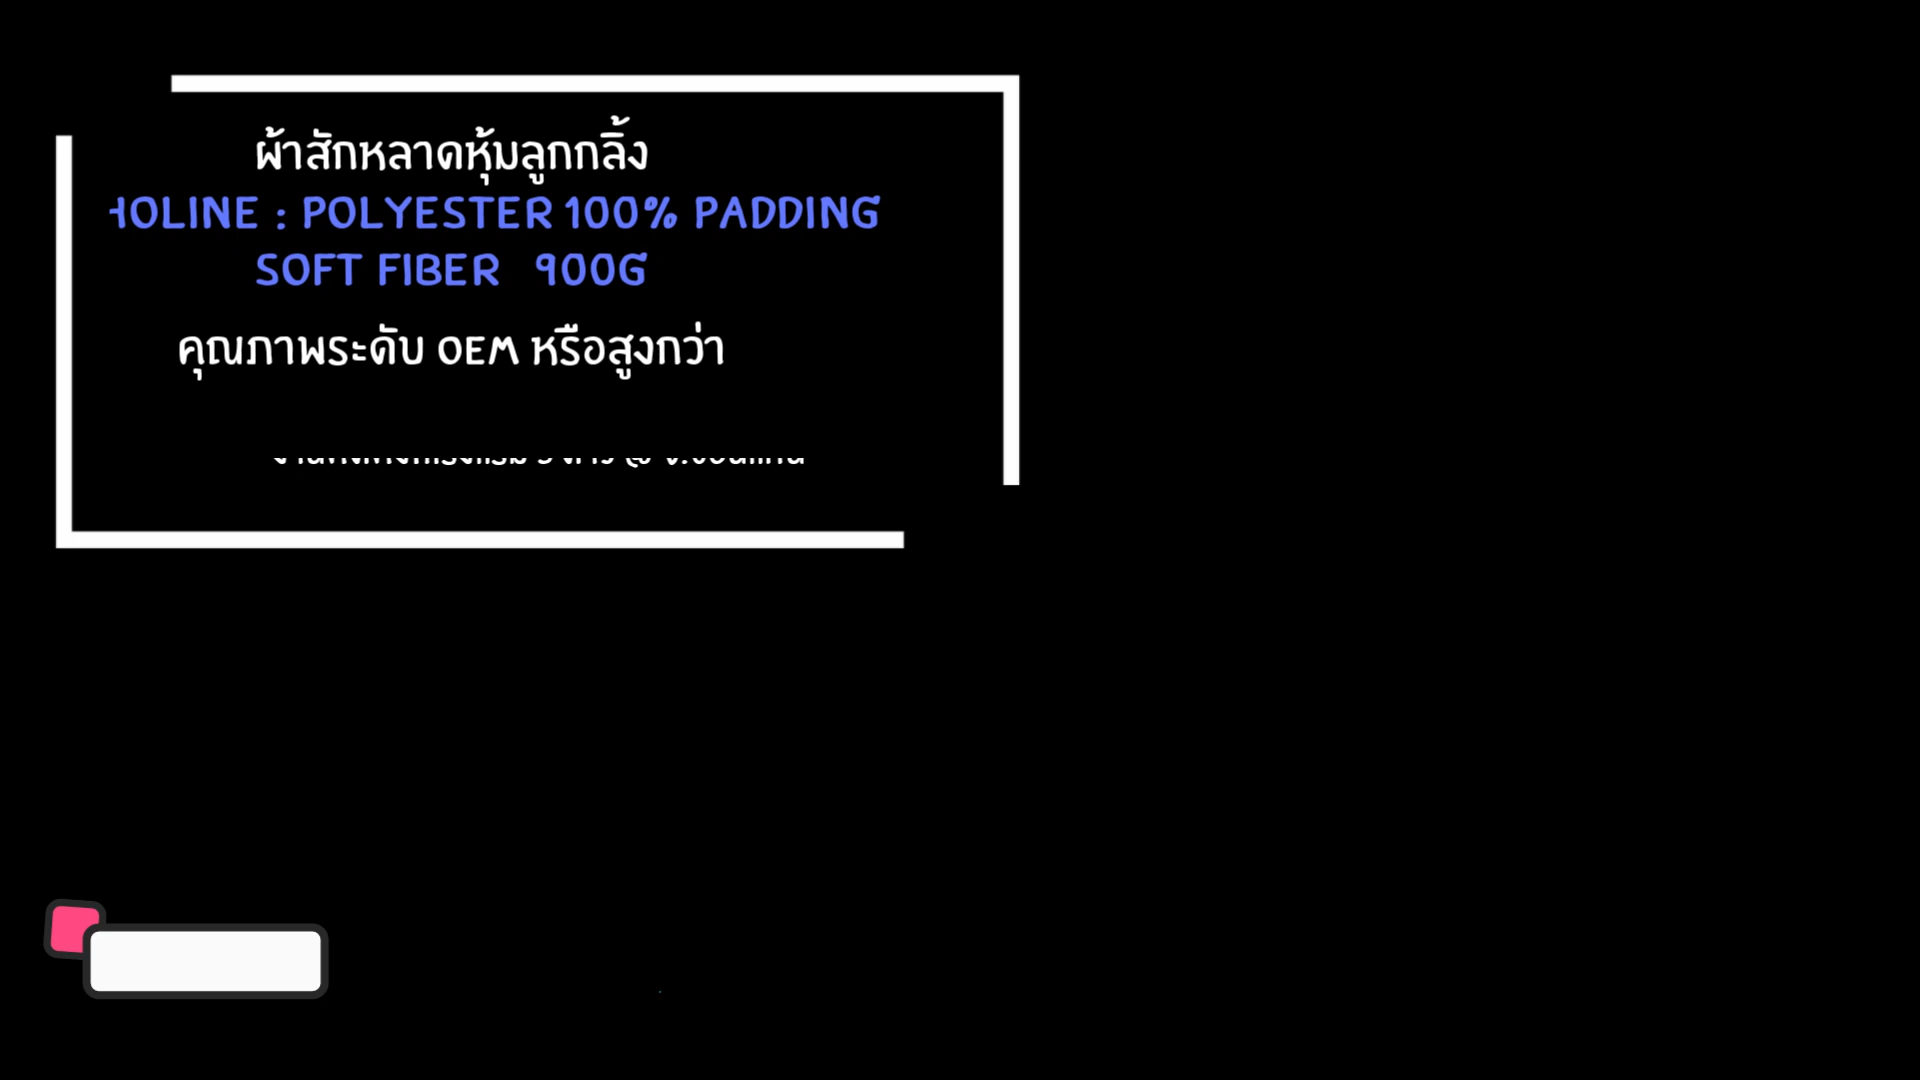 ผ้าสักหลาดหุ้มลูกกลิ้ง
HOLINE : POLYESTER 100% PADDING
SOFT FIBER 900G
คุณภาพระดับ OEM หรือสูงกว่า